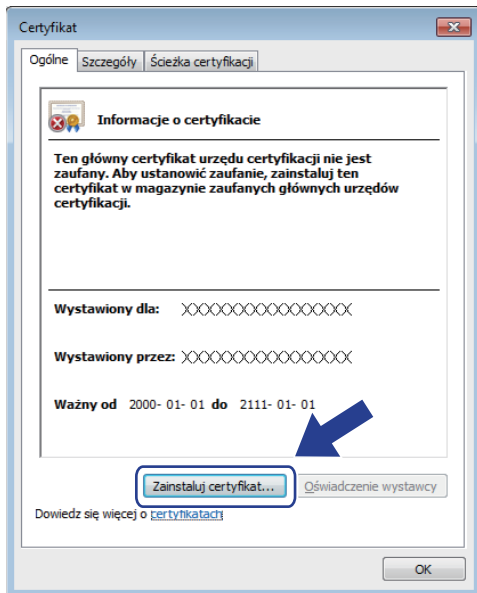 Certyfikat
Ogólne Szczegóły Ścieżka certyfikacji
Informacje o certyfikacie
Ten główny certyfikat urzędu certyfikacji nie jest
zaufany. Aby ustanowić zaufanie, zainstaluj ten
certyfikat w magazynie zaufanych głównych urzędów
certyfikacji.
Wystawiony dla: XXXXXXXXXXXXXXXXX
Wystawiony przez: XXXXXXXXXXXXXXXXX
Ważny od 2000- 01- 01 do 2111- 01- 01
Zainstaluj certyfikat... Oświadczenie wystawcy
Dowiedz się więcej o certyfikatach
OK